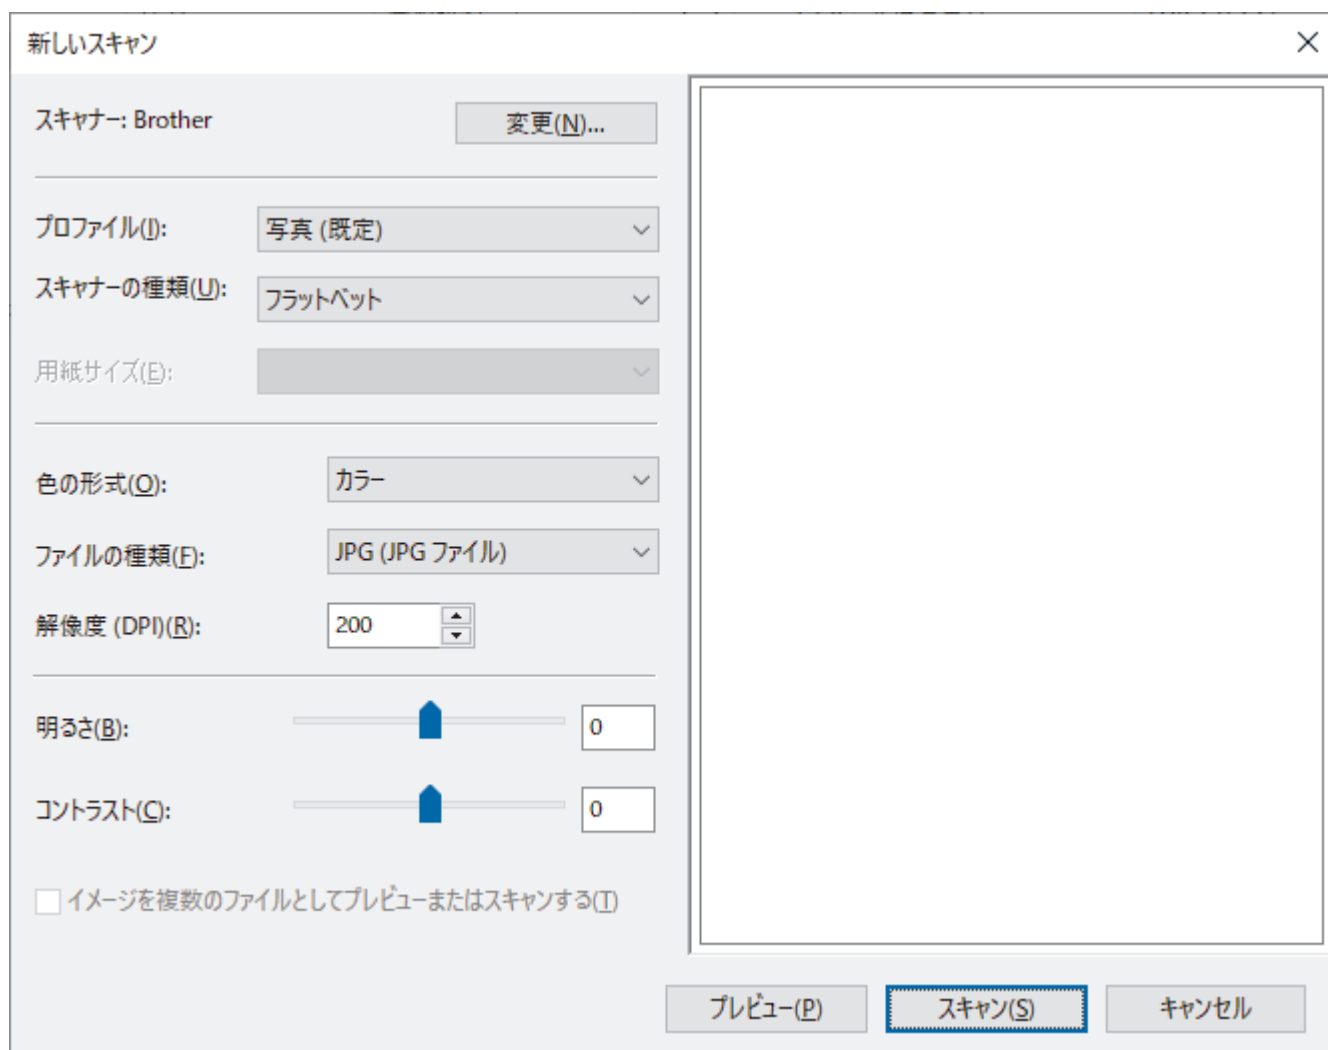 新しいスキャン
スキャナー: Brother
変更(N)...
プロファイル(I):
写真 (既定)
スキャナーの種類(U):
フラットベット
用紙サイズ(E):
色の形式(O):
カラー
ファイルの種類(F):
JPG (JPG ファイル)
解像度 (DPI)(R):
200
明るさ(B):
0
コントラスト(C):
0
イメージを複数のファイルとしてプレビューまたはスキャンする(T)
プレビュー(P)
スキャン(S)
キャンセル